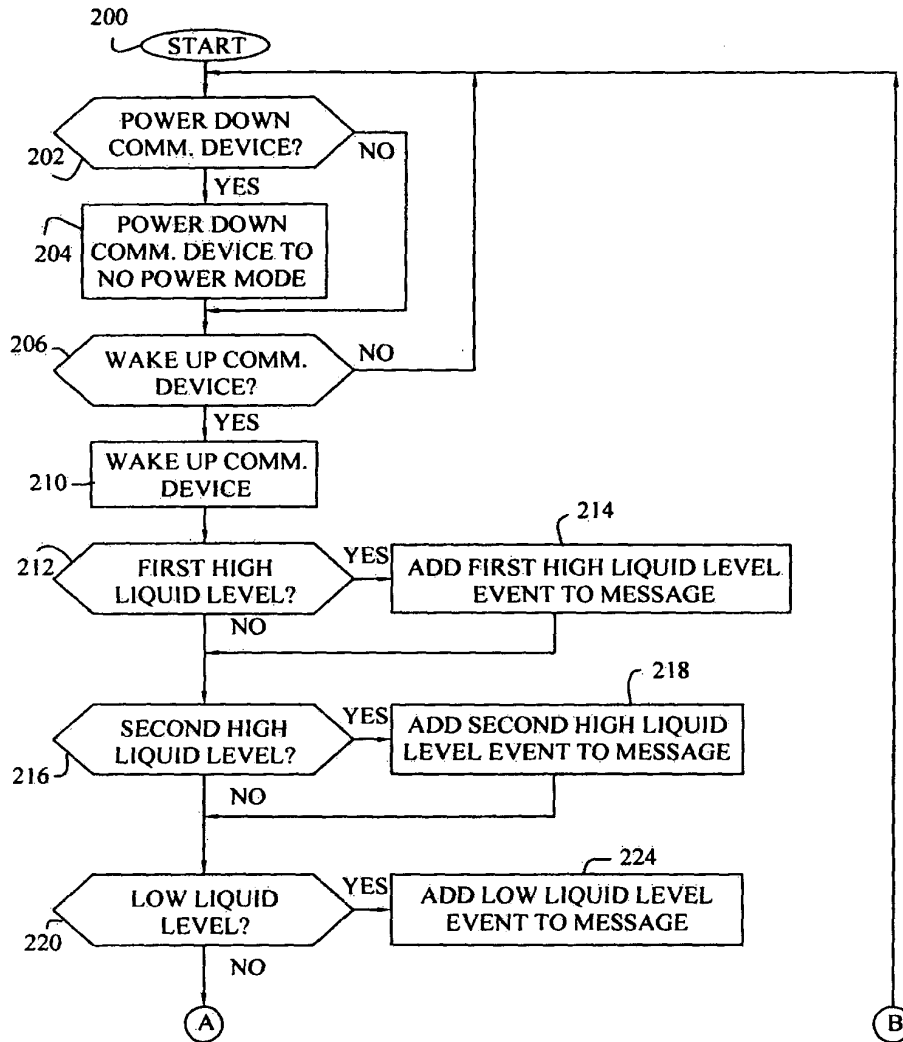 200
START
POWER DOWN
COMM. DEVICE?
NO
202
YES
POWER DOWN
COMM. DEVICE TO
NO POWER MODE
204
206
WAKE UP COMM.
DEVICE?
NO
YES
WAKE UP COMM.
DEVICE
210
212
FIRST HIGH
LIQUID LEVEL?
YES
214
ADD FIRST HIGH LIQUID LEVEL
EVENT TO MESSAGE
NO
SECOND HIGH
LIQUID LEVEL?
216
YES
218
ADD SECOND HIGH LIQUID
LEVEL EVENT TO MESSAGE
NO
LOW LIQUID
LEVEL?
220
YES
224
ADD LOW LIQUID LEVEL
EVENT TO MESSAGE
NO
A
B